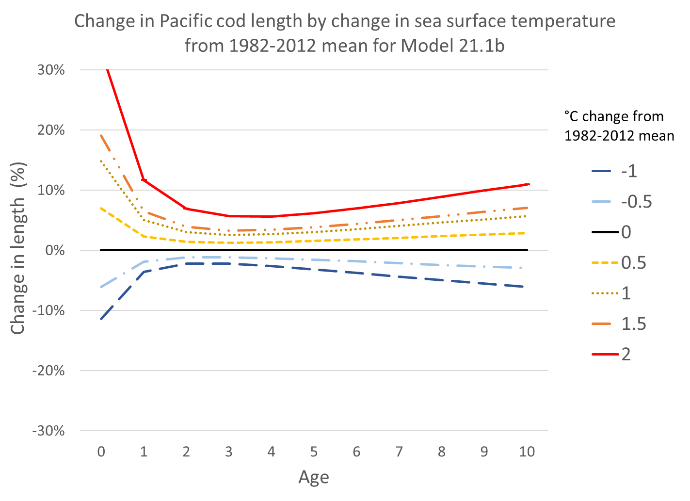 Change in Pacific cod length by change in sea surface temperature
from 1982-2012 mean for Model 21.1b
Change in length (%)
30%
20%
10%
0%
-10%
-20%
-30%
0 1 2 3 4 5 6 7 8 9 10
Age
°C change from
1982-2012 mean
-1
-0.5
0
0.5
1
1.5
2